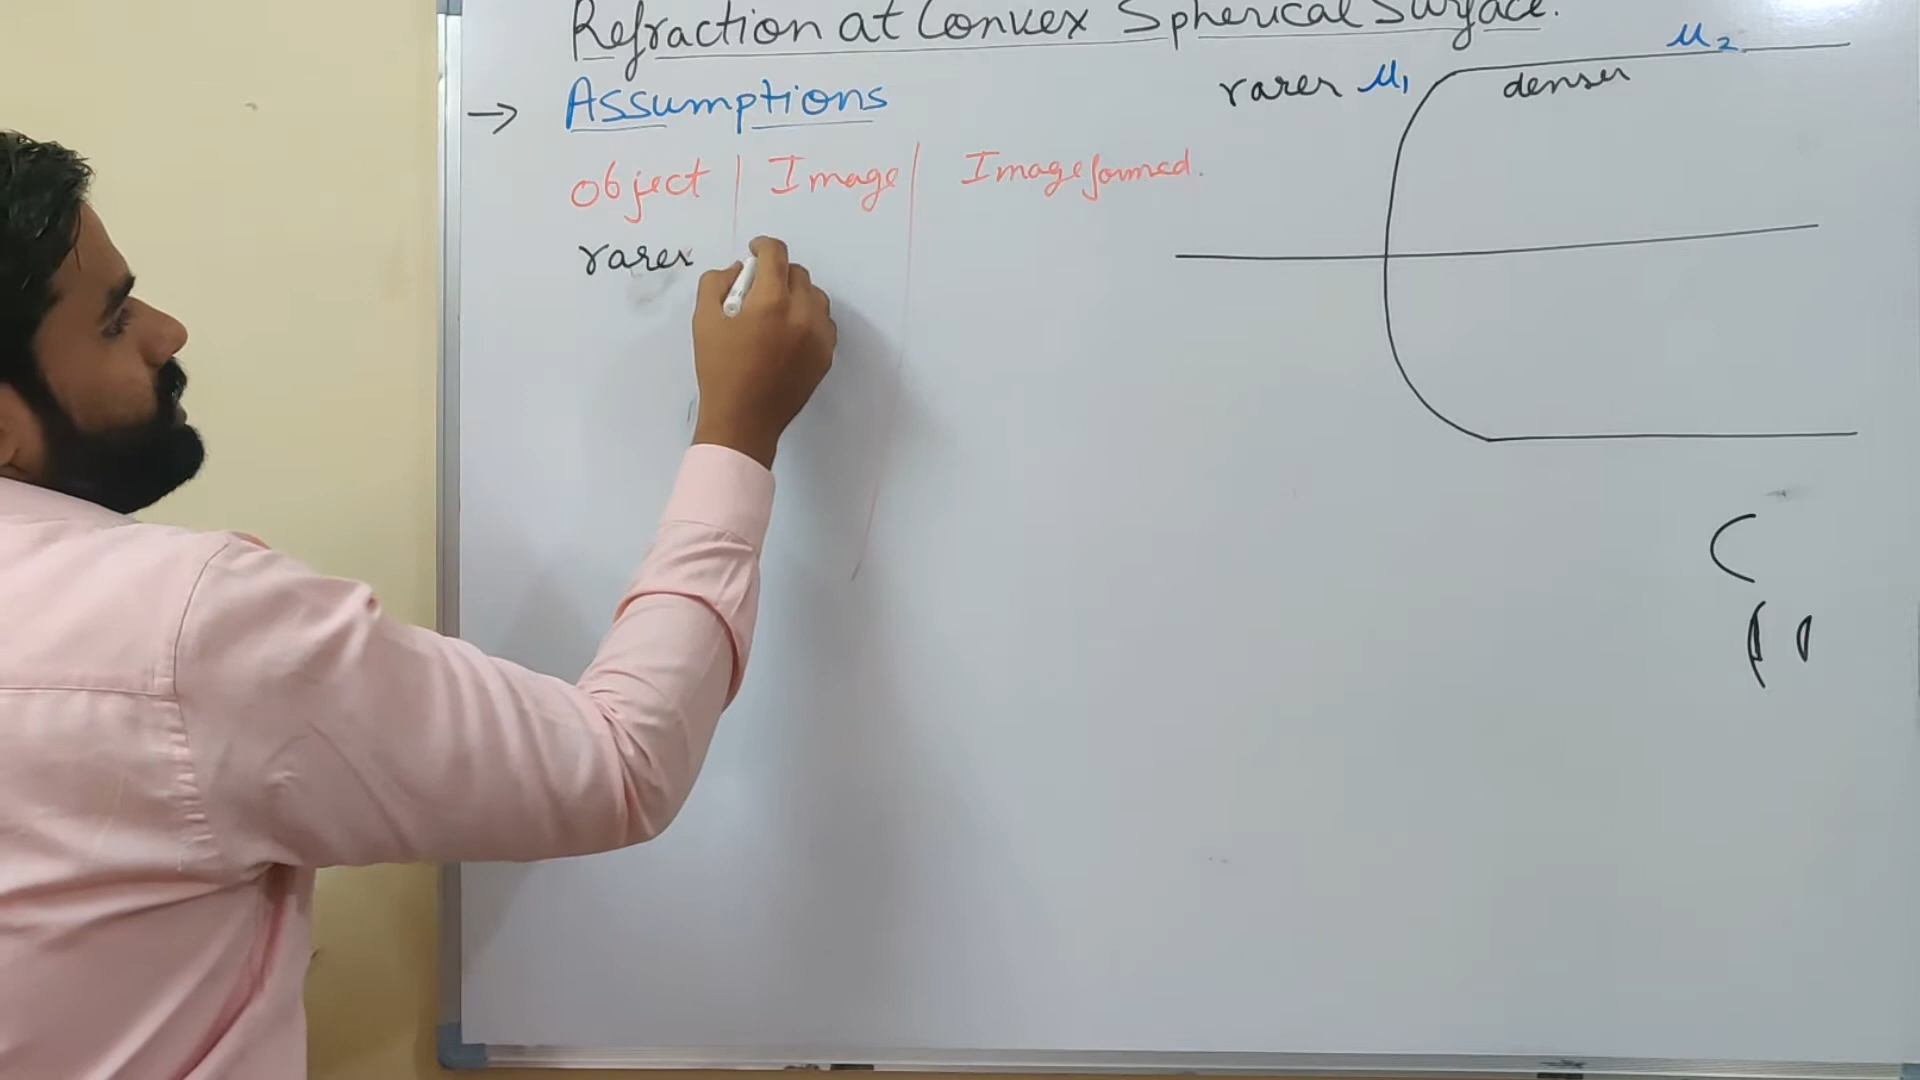 Refraction at Convex Spherical Surface.
→ Assumptions
object | Image | Image formed.
rarer
rarer μ₁
denser
μ₂